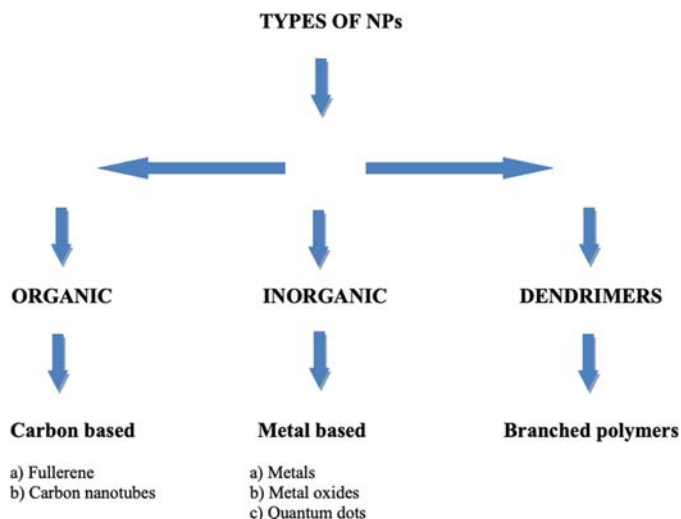 TYPES OF NPs
ORGANIC
INORGANIC
DENDRIMERS
Carbon based
Metal based
Branched polymers
a) Fullerene
b) Carbon nanotubes
a) Metals
b) Metal oxides
c) Quantum dots